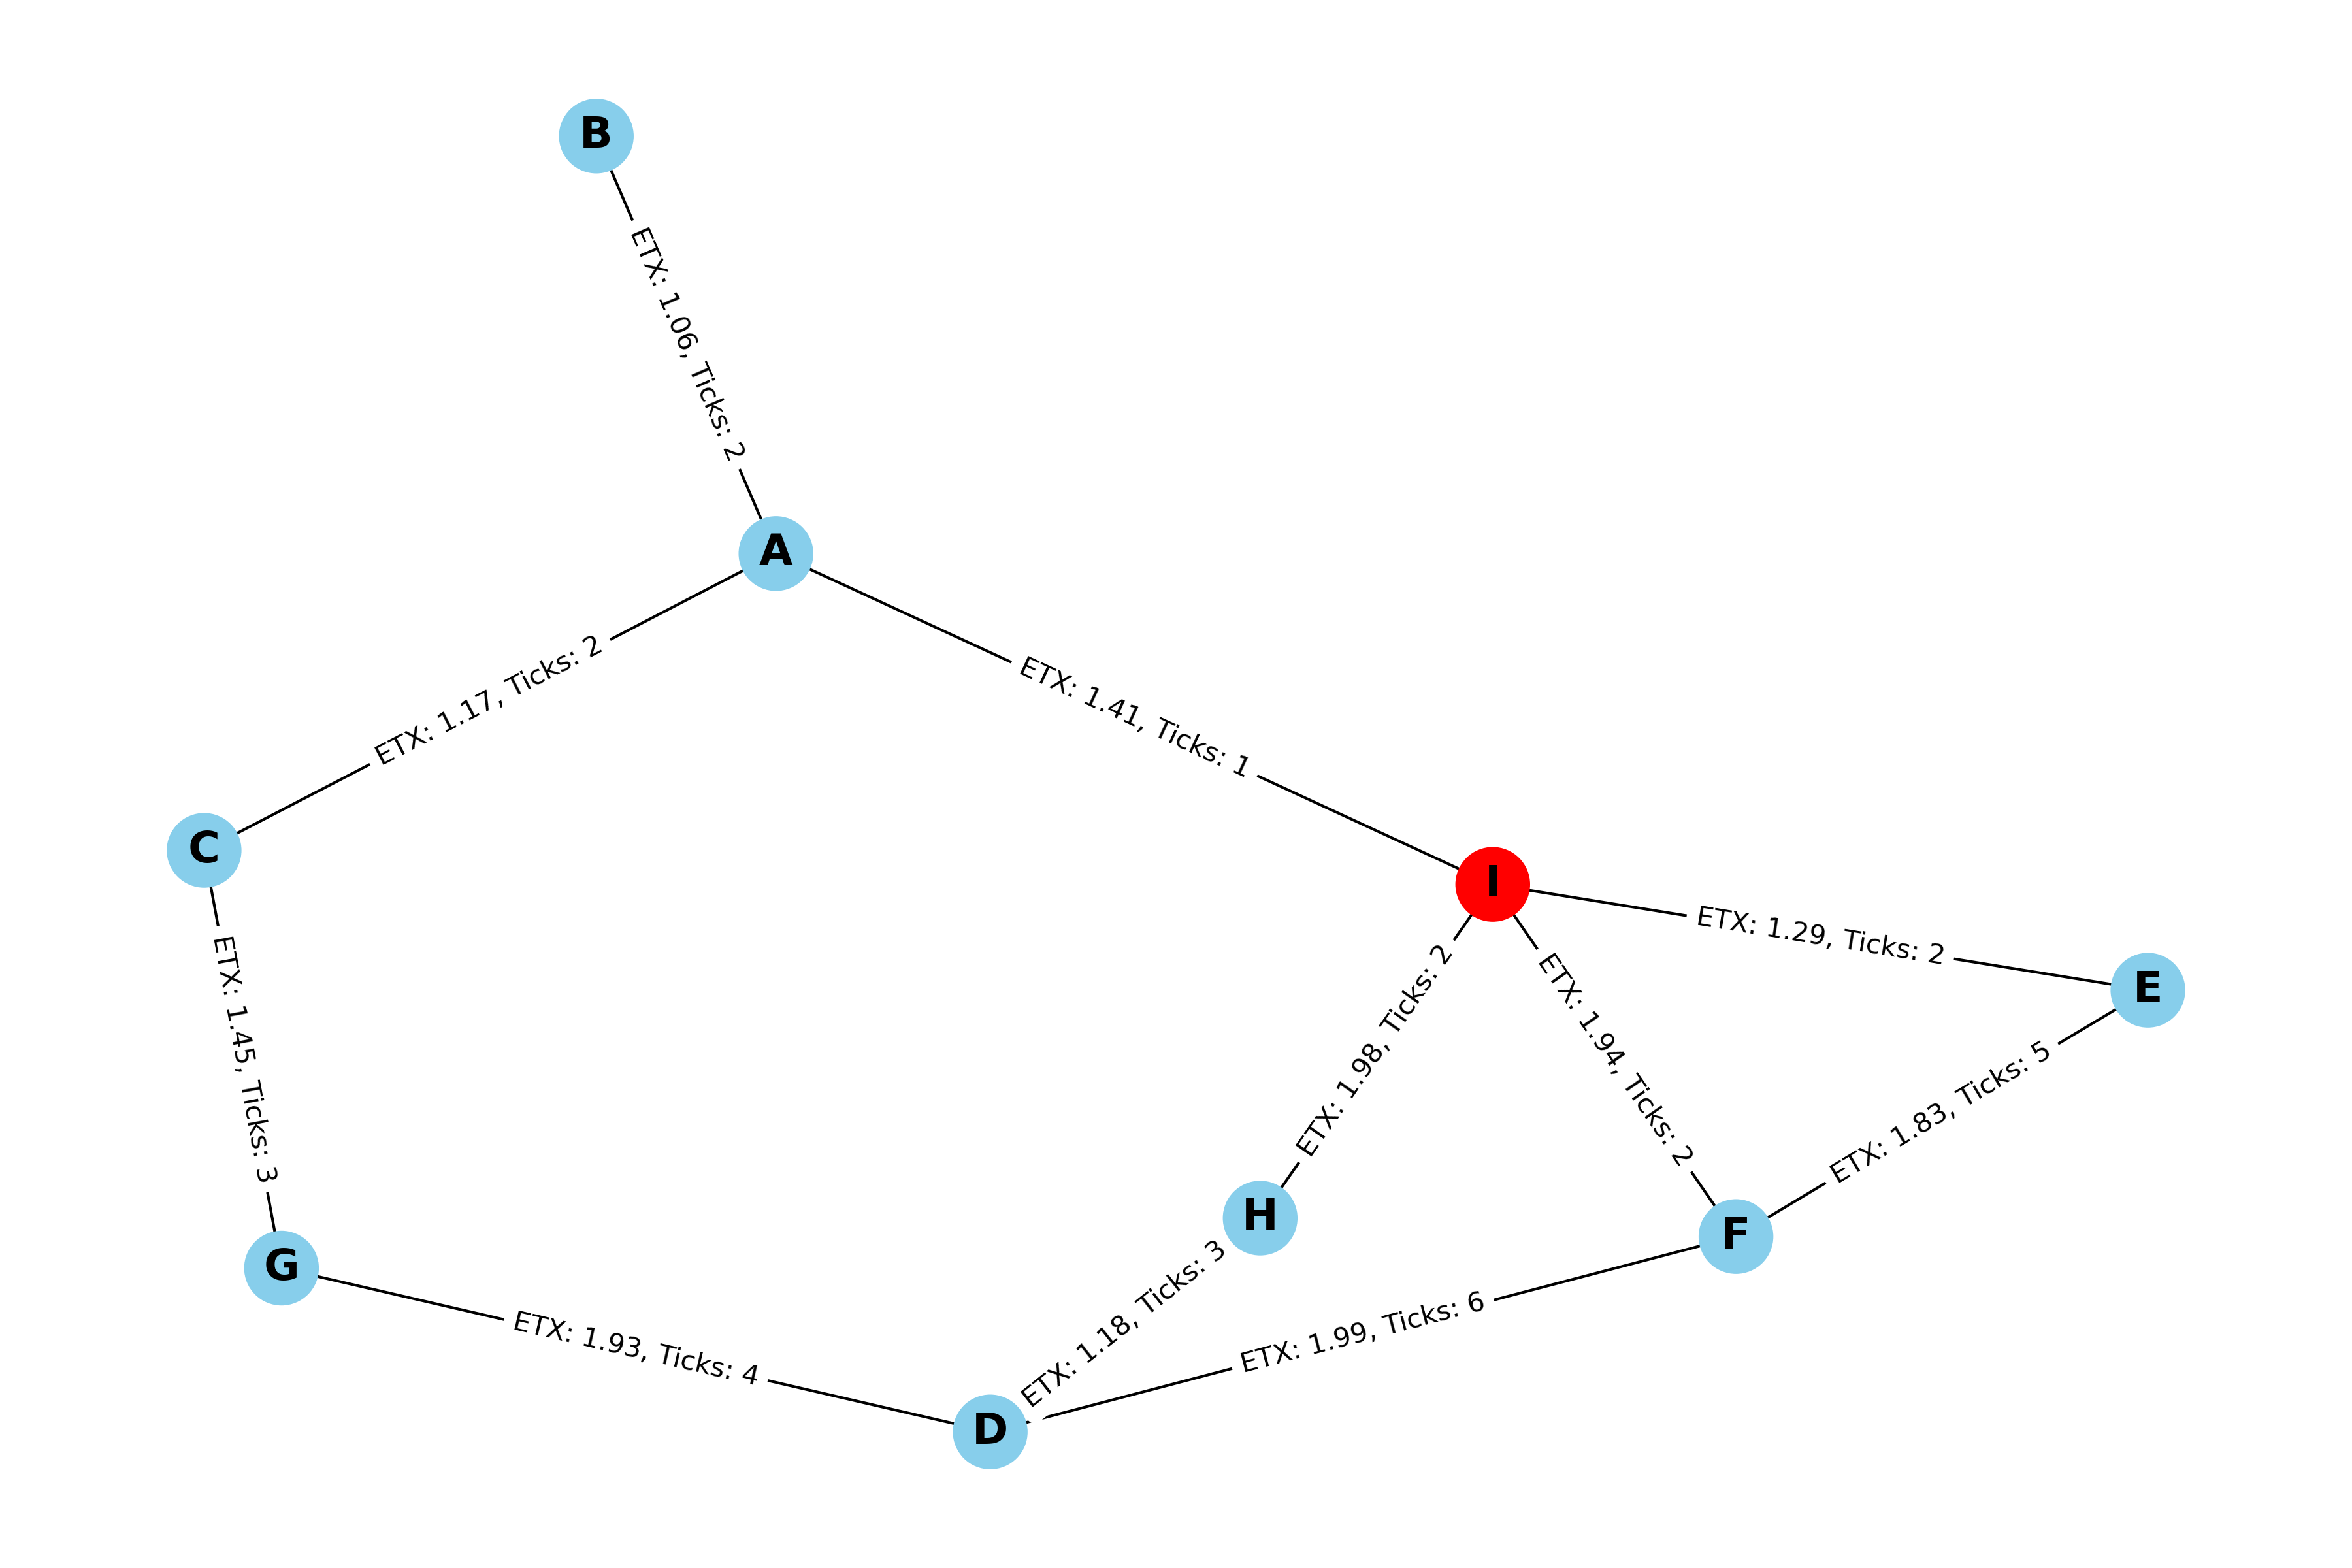 B
ETX: 1.06, Ticks: 2
A
ETX: 1.17, Ticks: 2
ETX: 1.41, Ticks: 1
C
I
ETX: 1.29, Ticks: 2
E
ETX: 1.45, Ticks: 3
ETX: 1.98, Ticks: 2
ETX: 1.94, Ticks: 2
ETX: 1.83, Ticks: 5
H
F
G
ETX: 1.18, Ticks: 3
ETX: 1.99, Ticks: 6
ETX: 1.93, Ticks: 4
D